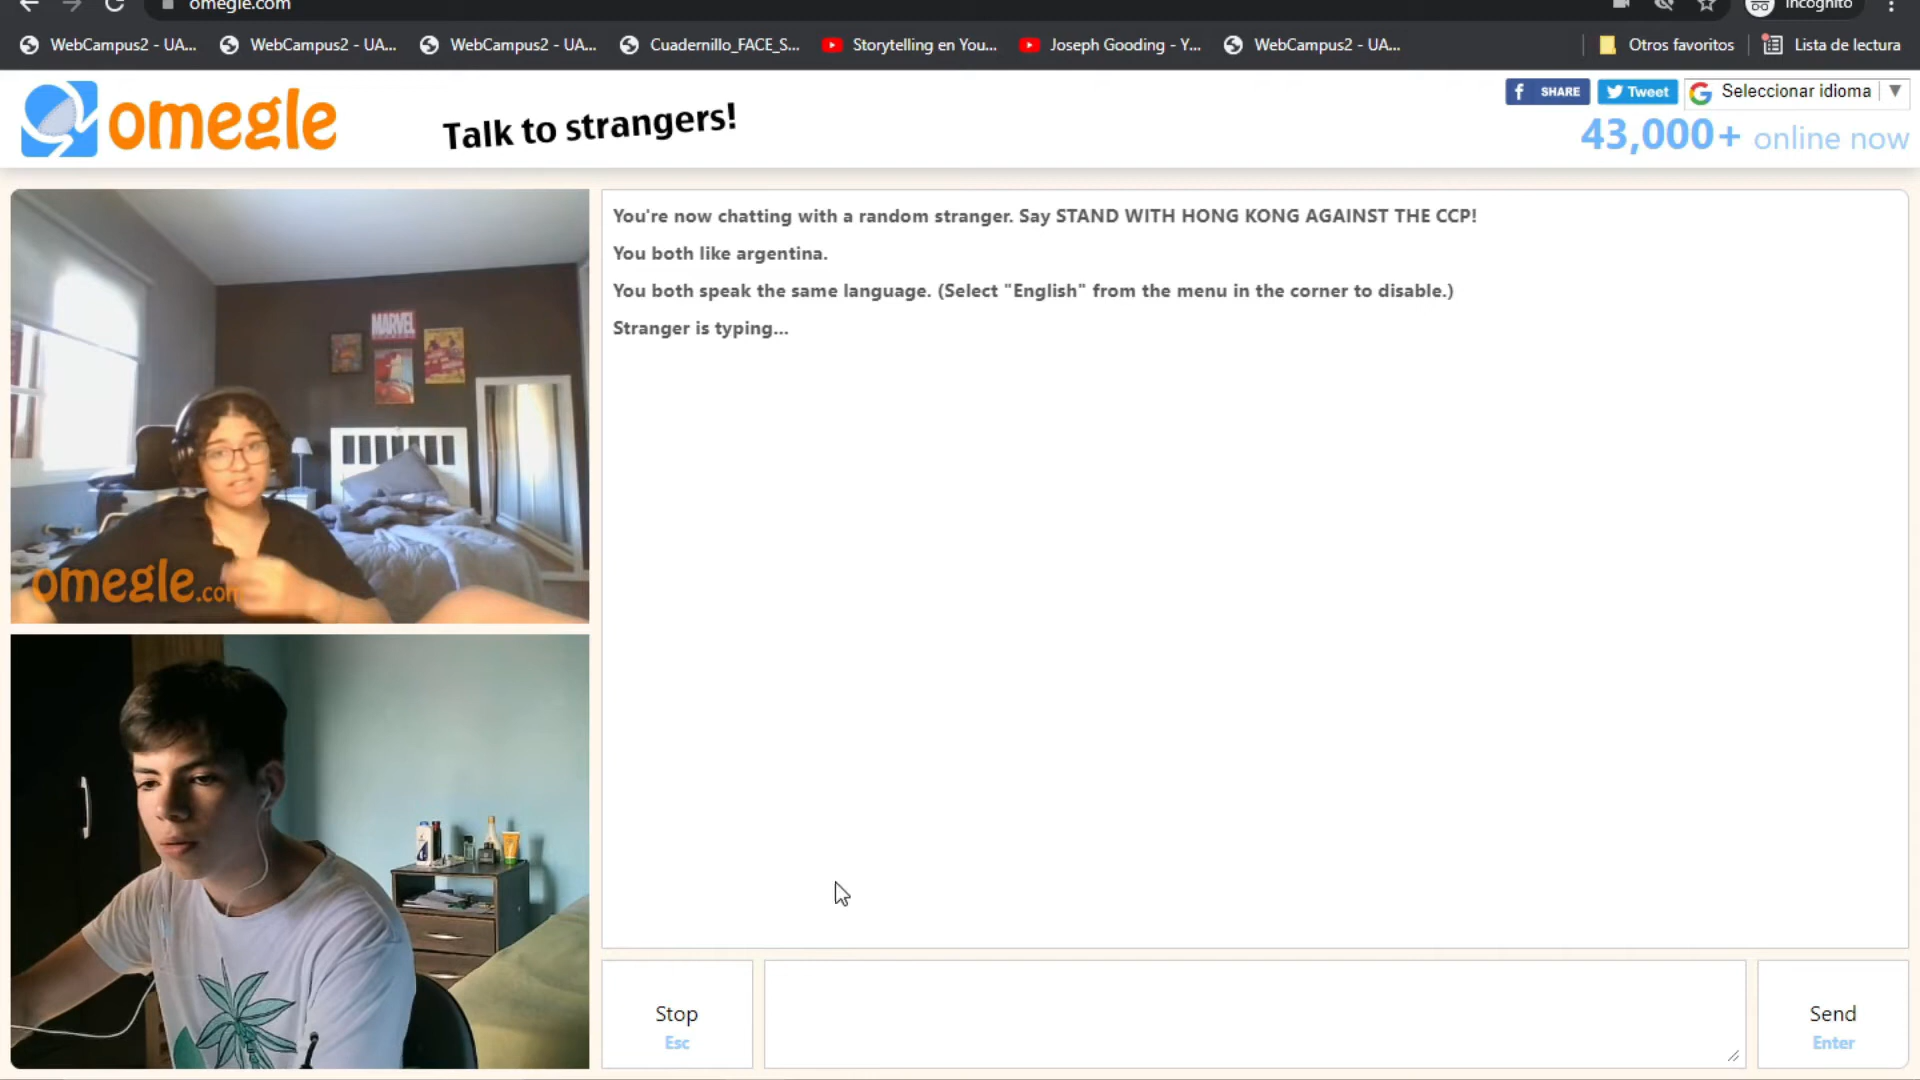 omegle.com
Incognito
WebCampus2 - UA...
WebCampus2 - UA...
WebCampus2 - UA...
Cuadernillo_FACE_S...
Storytelling en You...
Joseph Gooding - Y...
WebCampus2 - UA...
Otros favoritos
Lista de lectura
omegle
Talk to strangers!
f SHARE
Tweet
G Seleccionar idioma ▼
43,000+ online now
MARVEL
omegle.com
You're now chatting with a random stranger. Say STAND WITH HONG KONG AGAINST THE CCP!
You both like argentina.
You both speak the same language. (Select "English" from the menu in the corner to disable.)
Stranger is typing...
Stop
Esc
Send
Enter